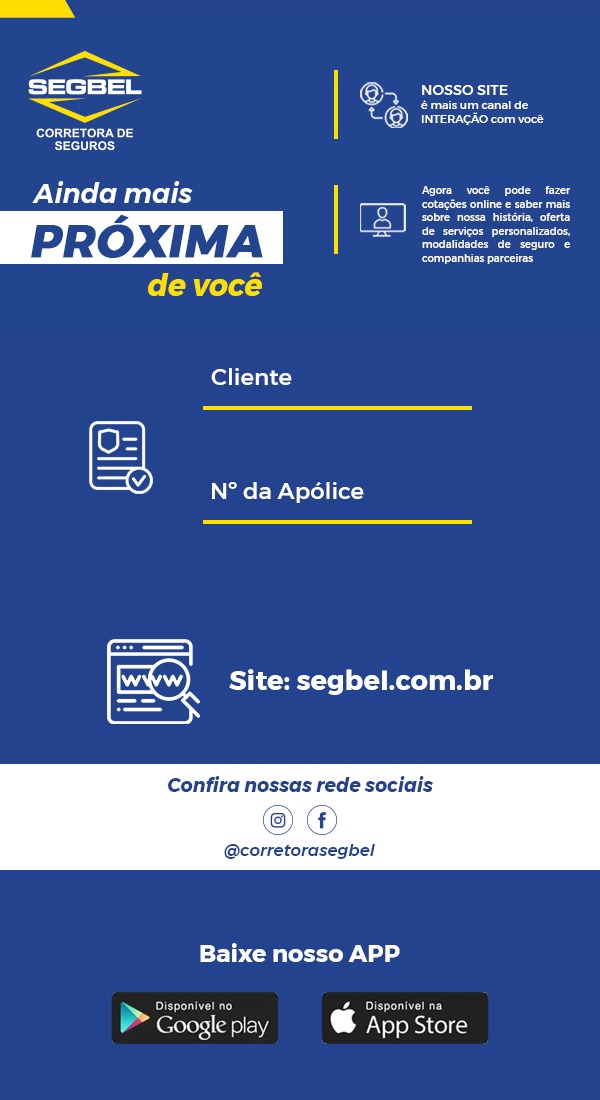 SEGBEL
CORRETORA DE
SEGUROS
Ainda mais
PRÓXIMA
de você
NOSSO SITE
é mais um canal de
INTERAÇÃO com você
Agora você pode fazer
cotações online e saber mais
sobre nossa história, oferta
de serviços personalizados,
modalidades de seguro e
companhias parceiras
Cliente
Nº da Apólice
www
Site: segbel.com.br
Confira nossas rede sociais
@corretorasegbel
Baixe nosso APP
Disponível no
Google play
Disponível na
App Store